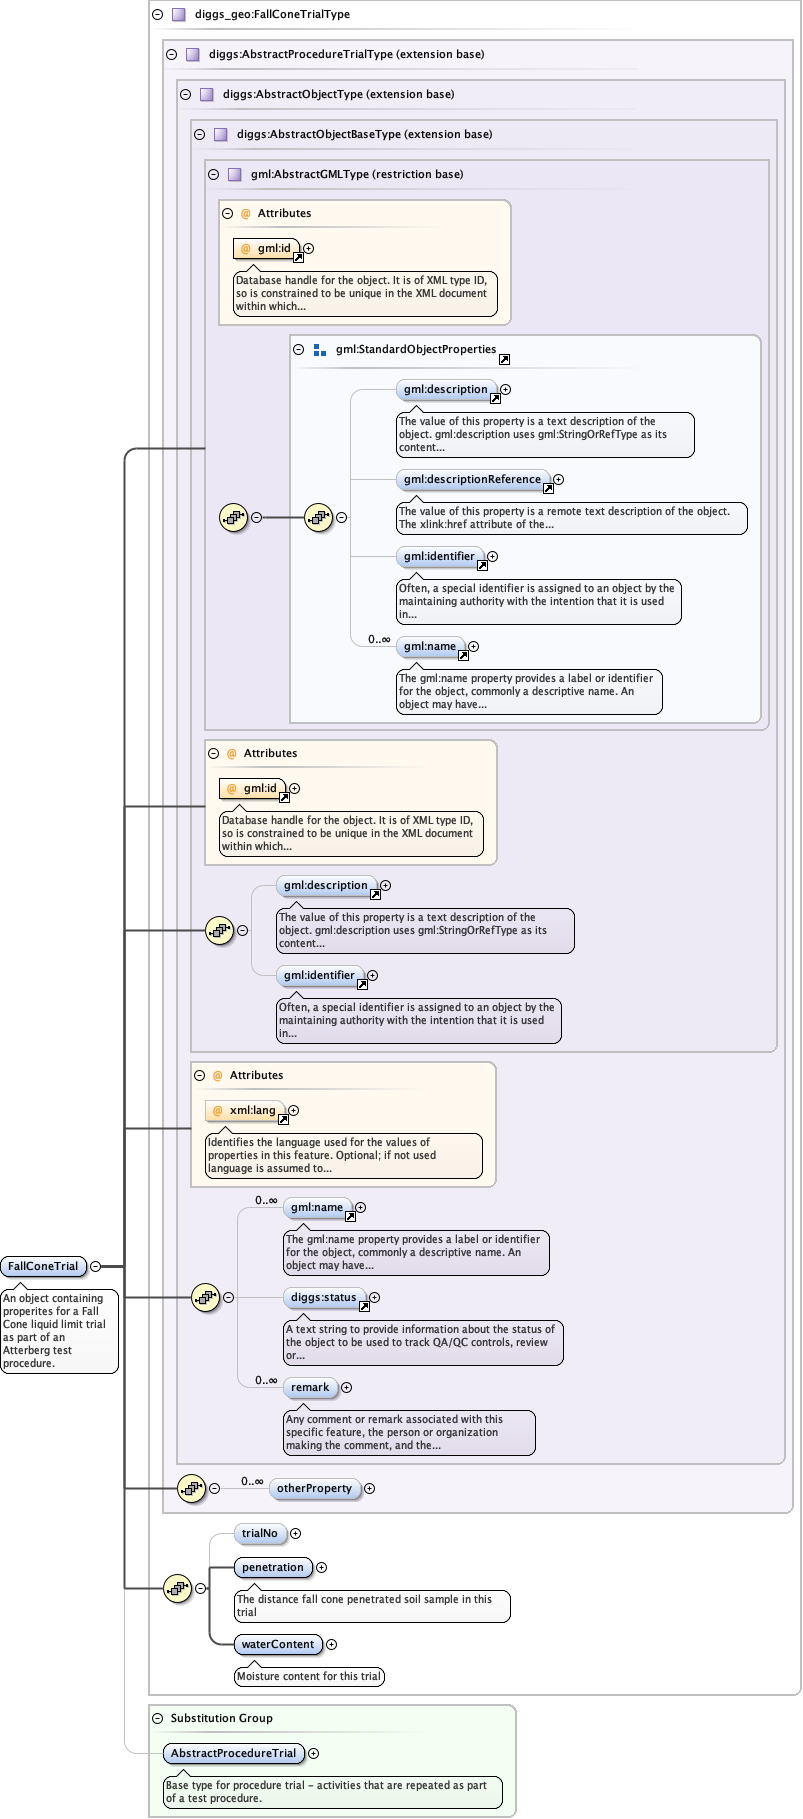 diggs_geo:FallConeTrialType
diggs:AbstractProcedureTrialType (extension base)
diggs:AbstractObjectType (extension base)
diggs:AbstractObjectBaseType (extension base)
gml:AbstractGMLType (restriction base)
@ Attributes
@ gml:id
Database handle for the object. It is of XML type ID,
so is constrained to be unique in the XML document
within which...
gml:StandardObjectProperties
gml:description
The value of this property is a text description of the
object. gml:description uses gml:StringOrRefType as its
content...
gml:descriptionReference
The value of this property is a remote text description of the object.
The xlink:href attribute of the...
gml:identifier
Often, a special identifier is assigned to an object by the
maintaining authority with the intention that it is used
in...
0..∞
gml:name
The gml:name property provides a label or identifier
for the object, commonly a descriptive name. An
object may have...
@ Attributes
@ gml:id
Database handle for the object. It is of XML type ID,
so is constrained to be unique in the XML document
within which...
gml:description
The value of this property is a text description of the
object. gml:description uses gml:StringOrRefType as its
content...
gml:identifier
Often, a special identifier is assigned to an object by the
maintaining authority with the intention that it is used
in...
@ Attributes
@ xml:lang
Identifies the language used for the values of
properties in this feature. Optional; if not used
language is assumed to...
0..∞
gml:name
The gml:name property provides a label or identifier
for the object, commonly a descriptive name. An
object may have...
diggs:status
A text string to provide information about the status of
the object to be used to track QA/QC controls, review
or...
0..∞
remark
Any comment or remark associated with this
specific feature, the person or organization
making the comment, and the...
FallConeTrial
An object containing
properites for a Fall
Cone liquid limit trial
as part of an
Atterberg test
procedure.
0..∞
otherProperty
trialNo
penetration
The distance fall cone penetrated soil sample in this
trial
waterContent
Moisture content for this trial
Substitution Group
AbstractProcedureTrial
Base type for procedure trial - activities that are repeated as part
of a test procedure.